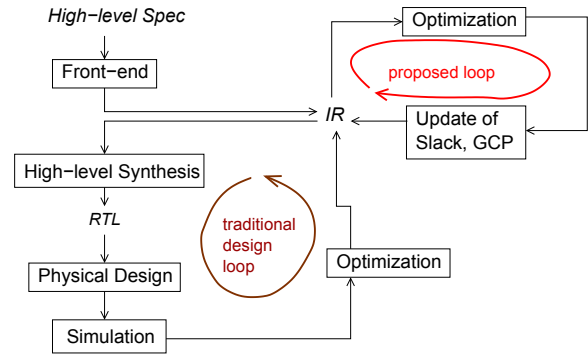 High−level Spec
Optimization
Front−end
proposed loop
IR
Update of
Slack, GCP
High−level Synthesis
RTL
traditional
design
loop
Physical Design
Optimization
Simulation